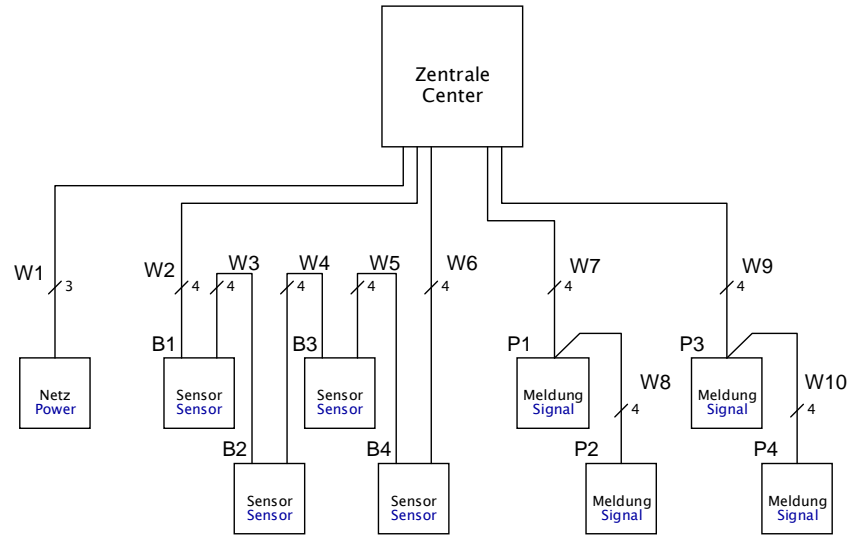 Zentrale
Center
W1
3
W2
4
W3
4
W4
4
W5
4
W6
4
W7
4
W9
4
B1
B3
P1
P3
Netz
Power
Sensor
Sensor
Sensor
Sensor
Meldung
Signal
W8
4
Meldung
Signal
W10
4
B2
B4
P2
P4
Sensor
Sensor
Sensor
Sensor
Meldung
Signal
Meldung
Signal